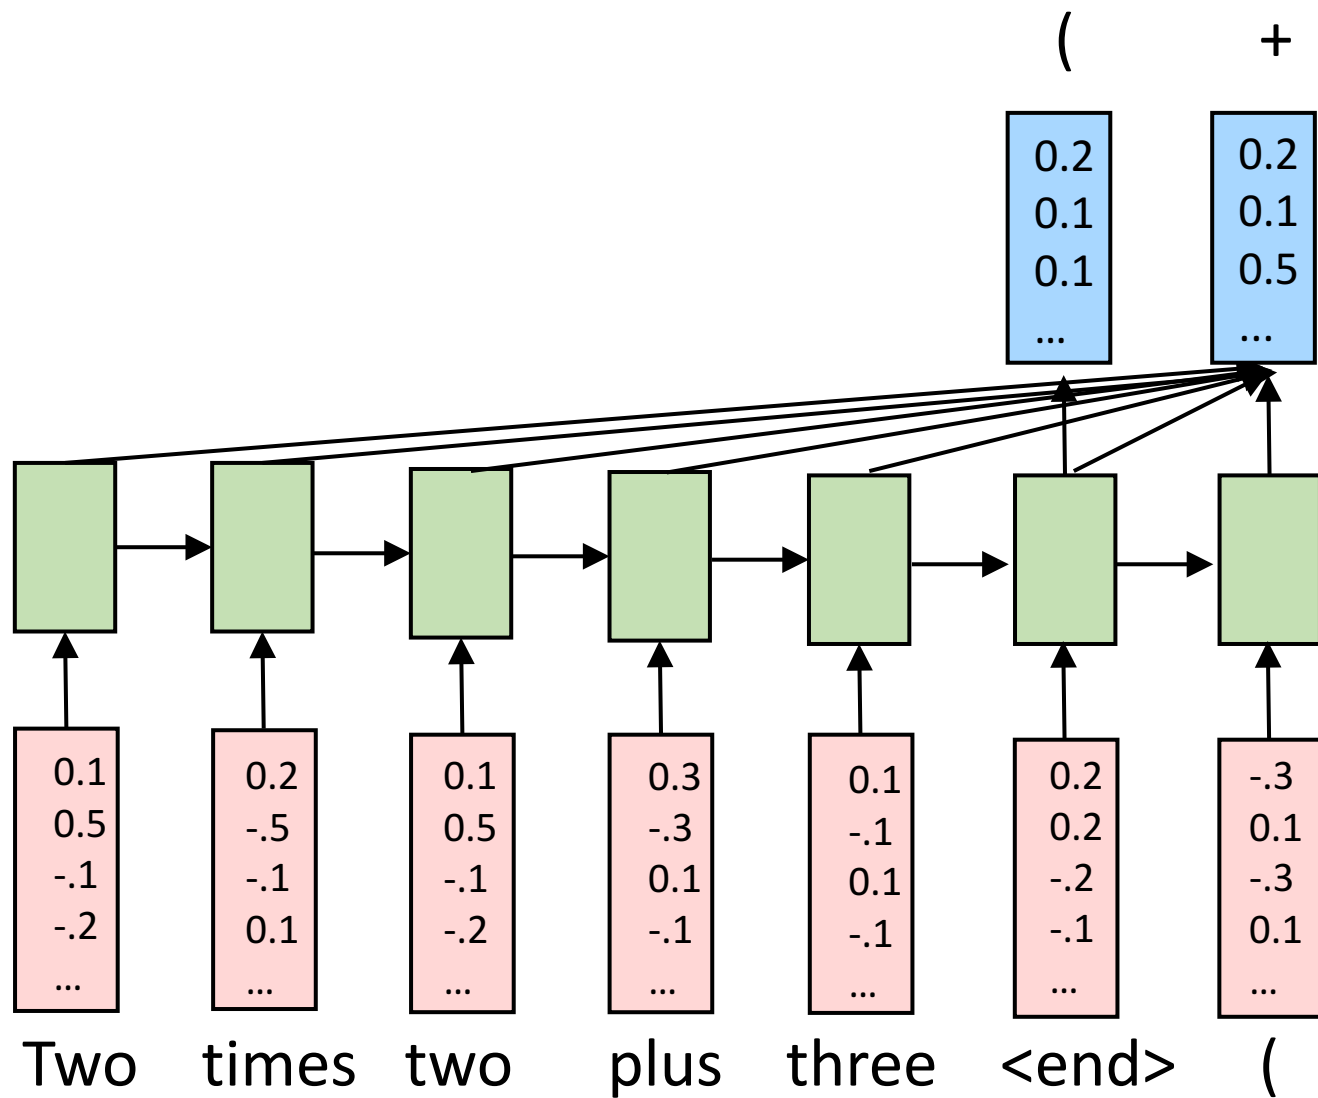 ( +
0.2 0.2
0.1 0.1
0.1 0.5
... ...
0.1 0.2 0.1 0.3 0.1 0.2 -.3
0.5 -.5 0.5 -.3 -.1 0.2 0.1
-.1 -.1 -.1 0.1 0.1 -.2 -.3
-.2 0.1 -.2 -.1 -.1 -.1 0.1
... ... ... ... ... ... ...
Two times two plus three <end> (